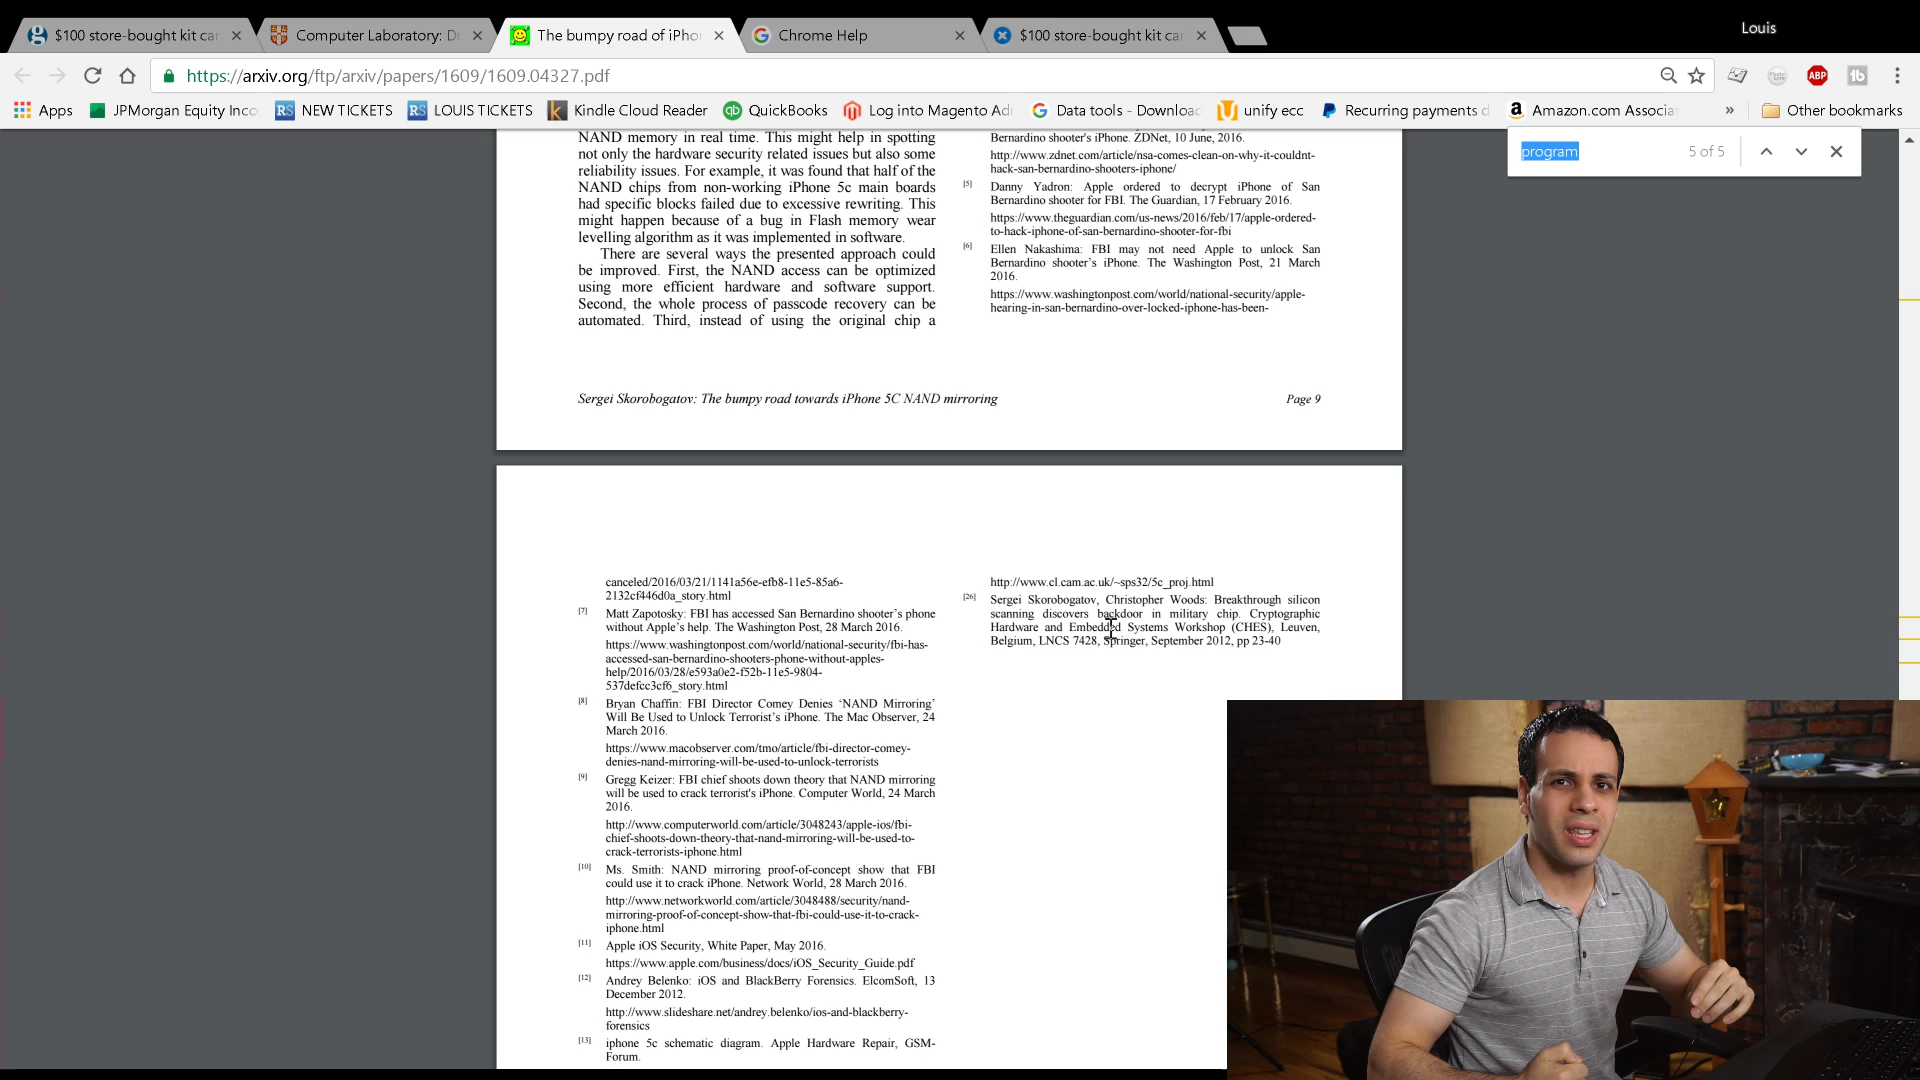 $100 store-bought kit car
Computer Laboratory: D
The bumpy road of iPho
Chrome Help
$100 store-bought kit car
Louis
https://arxiv.org/ftp/arxiv/papers/1609/1609.04327.pdf
ABP
Apps
JPMorgan Equity Inco
RS NEW TICKETS
RS LOUIS TICKETS
Kindle Cloud Reader
qb QuickBooks
Log into Magento Ad
Data tools - Downloac
unify ecc
Recurring payments d
Amazon.com Associat
»
Other bookmarks
program
5 of 5
NAND memory in real time. This might help in spotting
not only the hardware security related issues but also some
reliability issues. For example, it was found that half of the
NAND chips from non-working iPhone 5c main boards
had specific blocks failed due to excessive rewriting. This
might happen because of a bug in Flash memory wear
levelling algorithm as it was implemented in software.
There are several ways the presented approach could
be improved. First, the NAND access can be optimized
using more efficient hardware and software support.
Second, the whole process of passcode recovery can be
automated. Third, instead of using the original chip a
Bernardino shooter's iPhone. ZDNet, 10 June, 2016.
http://www.zdnet.com/article/nsa-comes-clean-on-why-it-couldnt-
hack-san-bernardino-shooters-iphone/
[5] Danny Yadron: Apple ordered to decrypt iPhone of San
Bernardino shooter for FBI. The Guardian, 17 February 2016.
https://www.theguardian.com/us-news/2016/feb/17/apple-ordered-
to-hack-iphone-of-san-bernardino-shooter-for-fbi
[6] Ellen Nakashima: FBI may not need Apple to unlock San
Bernardino shooter's iPhone. The Washington Post, 21 March
2016.
https://www.washingtonpost.com/world/national-security/apple-
hearing-in-san-bernardino-over-locked-iphone-has-been-
Sergei Skorobogatov: The bumpy road towards iPhone 5C NAND mirroring
Page 9
canceled/2016/03/21/1141a56e-efb8-11e5-85a6-
2132cf446d0a_story.html
[7] Matt Zapotosky: FBI has accessed San Bernardino shooter's phone
without Apple's help. The Washington Post, 28 March 2016.
https://www.washingtonpost.com/world/national-security/fbi-has-
accessed-san-bernardino-shooters-phone-without-apples-
help/2016/03/28/e593a0e2-f52b-11e5-9804-
537defcc3cf6_story.html
[8] Bryan Chaffin: FBI Director Comey Denies ‘NAND Mirroring’
Will Be Used to Unlock Terrorist's iPhone. The Mac Observer, 24
March 2016.
https://www.macobserver.com/tmo/article/fbi-director-comey-
denies-nand-mirroring-will-be-used-to-unlock-terrorists
[9] Gregg Keizer: FBI chief shoots down theory that NAND mirroring
will be used to crack terrorist's iPhone. Computer World, 24 March
2016.
http://www.computerworld.com/article/3048243/apple-ios/fbi-
chief-shoots-down-theory-that-nand-mirroring-will-be-used-to-
crack-terrorists-iphone.html
[10] Ms. Smith: NAND mirroring proof-of-concept show that FBI
could use it to crack iPhone. Network World, 28 March 2016.
http://www.networkworld.com/article/3048488/security/nand-
mirroring-proof-of-concept-show-that-fbi-could-use-it-to-crack-
iphone.html
[11] Apple iOS Security, White Paper, May 2016.
https://www.apple.com/business/docs/iOS_Security_Guide.pdf
[12] Andrey Belenko: iOS and BlackBerry Forensics. ElcomSoft, 13
December 2012.
http://www.slideshare.net/andrey.belenko/ios-and-blackberry-
forensics
[13] iphone 5c schematic diagram. Apple Hardware Repair, GSM-
Forum.
http://www.cl.cam.ac.uk/~sps32/5c_proj.html
[26] Sergei Skorobogatov, Christopher Woods: Breakthrough silicon
scanning discovers backdoor in military chip. Cryptographic
Hardware and Embedded Systems Workshop (CHES), Leuven,
Belgium, LNCS 7428, Springer, September 2012, pp 23-40